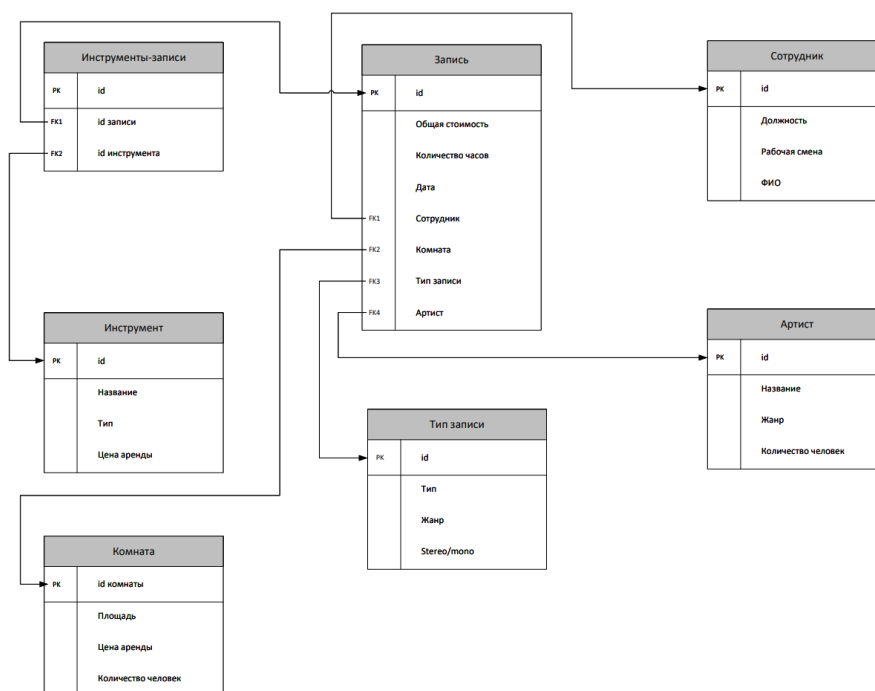 Инструменты-записи
PK id
FK1 id записи
FK2 id инструмента
Запись
PK id
Общая стоимость
Количество часов
Дата
FK1 Сотрудник
FK2 Комната
FK3 Тип записи
FK4 Артист
Сотрудник
PK id
Должность
Рабочая смена
ФИО
Инструмент
PK id
Название
Тип
Цена аренды
Артист
PK id
Название
Жанр
Количество человек
Тип записи
PK id
Тип
Жанр
Stereo/mono
Комната
PK id комнаты
Площадь
Цена аренды
Количество человек